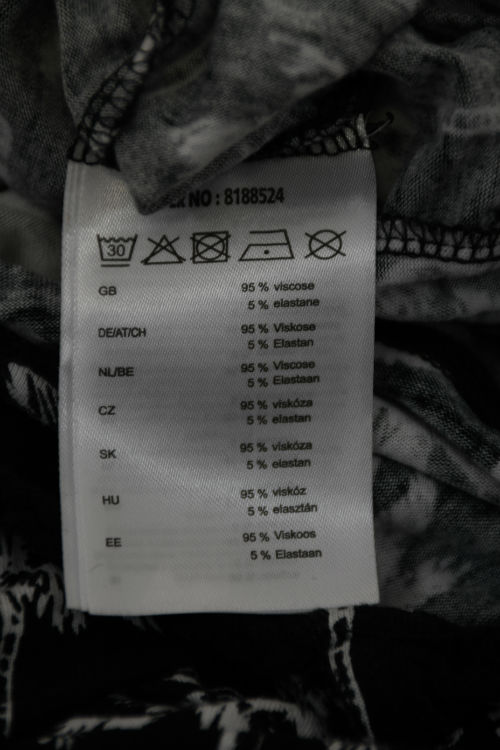 NO : 8188524
30
GB 95 % viscose
5 % elastane
DE/AT/CH 95 % Viskose
5 % Elastan
NL/BE 95 % Viscose
5 % Elastaan
CZ 95 % viskóza
5 % elastan
SK 95 % viskóza
5 % elastan
HU 95 % viskóz
5 % elasztán
EE 95 % Viskoos
5 % Elastaan